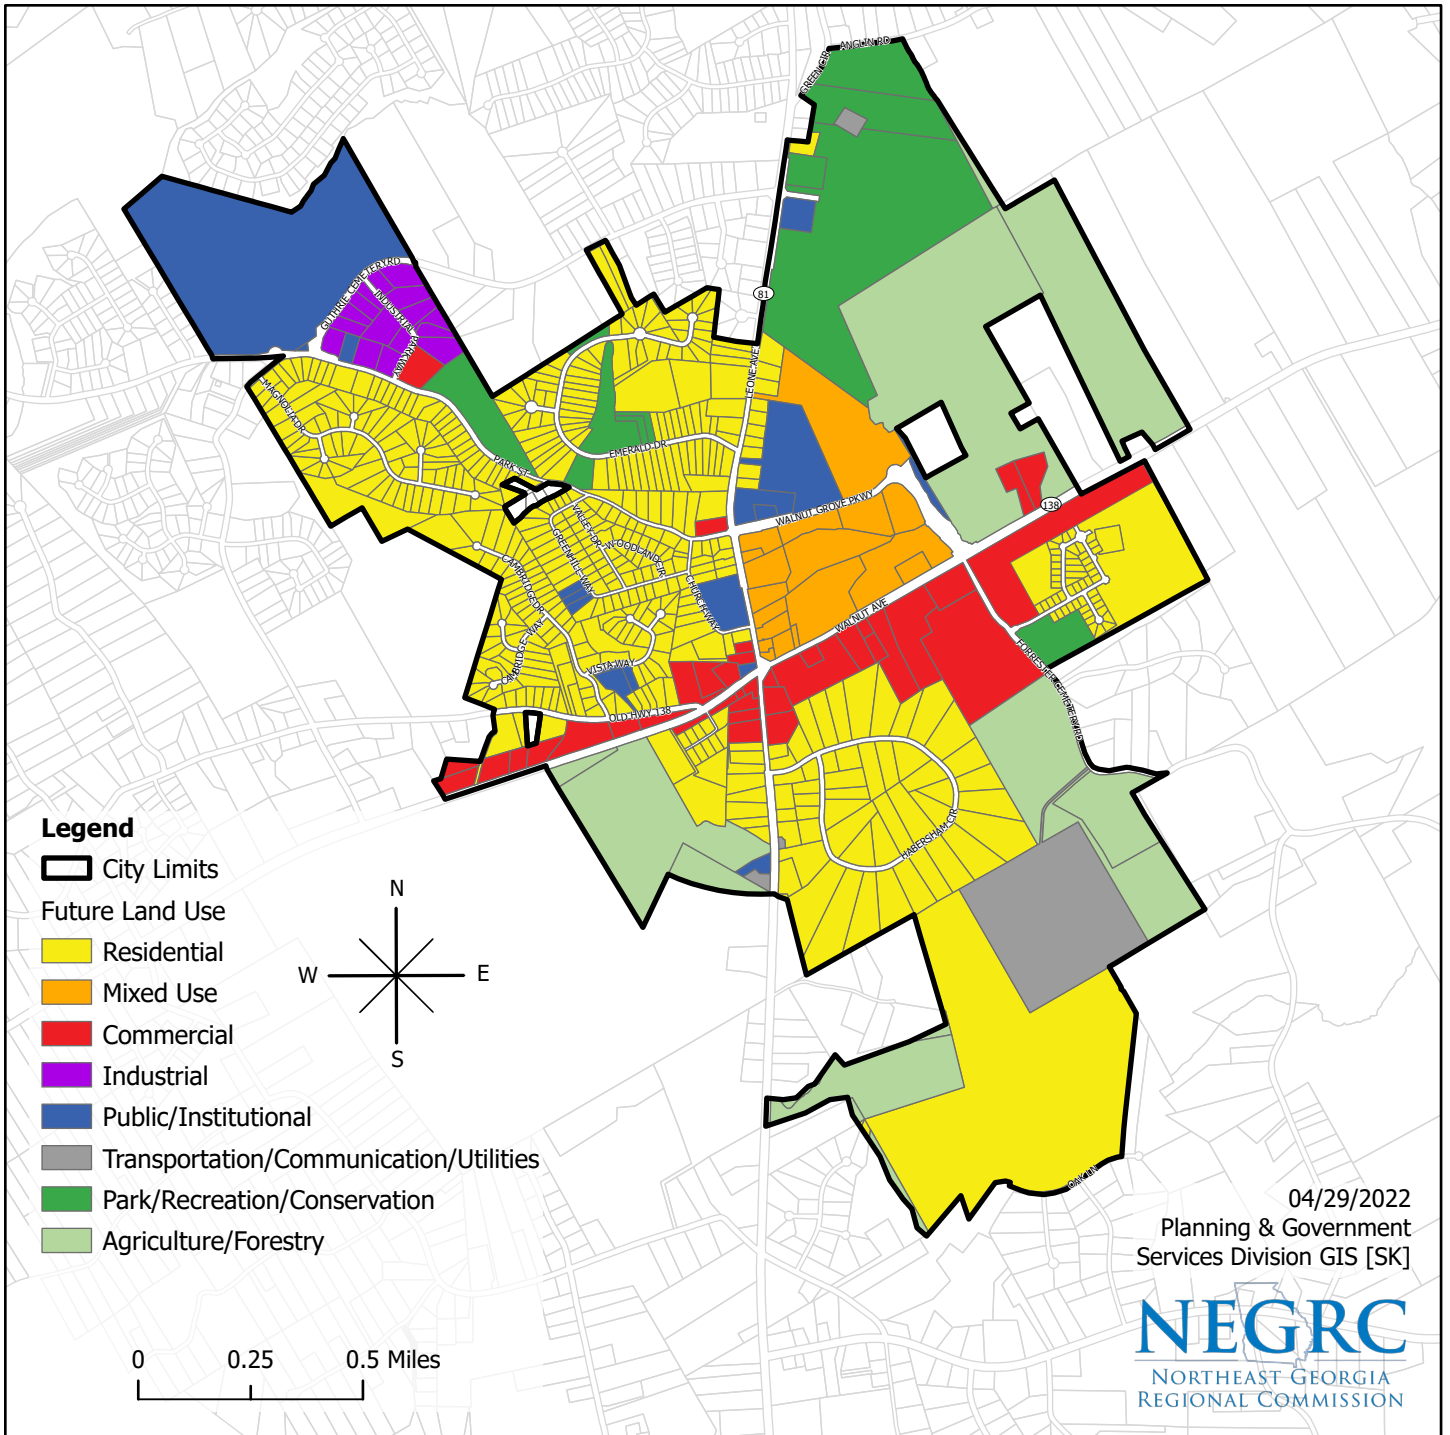 ANGLIN RD
GREEN CIR
81
GUTHRIE CEMETERY RD
INDUSTRIAL
PARKWAY
MAGNOLIA DR
LEONE AVE
EMERALD DR
PARK ST
WALNUT GROVE PKWY
138
VALLEY DR
WOODLAND CIR
GREENHILL WAY
CAMBRIDGE DR
CHURCH WAY
WALNUT AVE
CAMBRIDGE WAY
VISTA WAY
FORRESTER CEMETERY RD
OLD HWY 138
HABERSHAM CIR
OAK LN
Legend
City Limits
Future Land Use
Residential
Mixed Use
Commercial
Industrial
Public/Institutional
Transportation/Communication/Utilities
Park/Recreation/Conservation
Agriculture/Forestry
N
W
E
S
0 0.25 0.5 Miles
04/29/2022
Planning & Government
Services Division GIS [SK]
NEGRC
NORTHEAST GEORGIA
REGIONAL COMMISSION